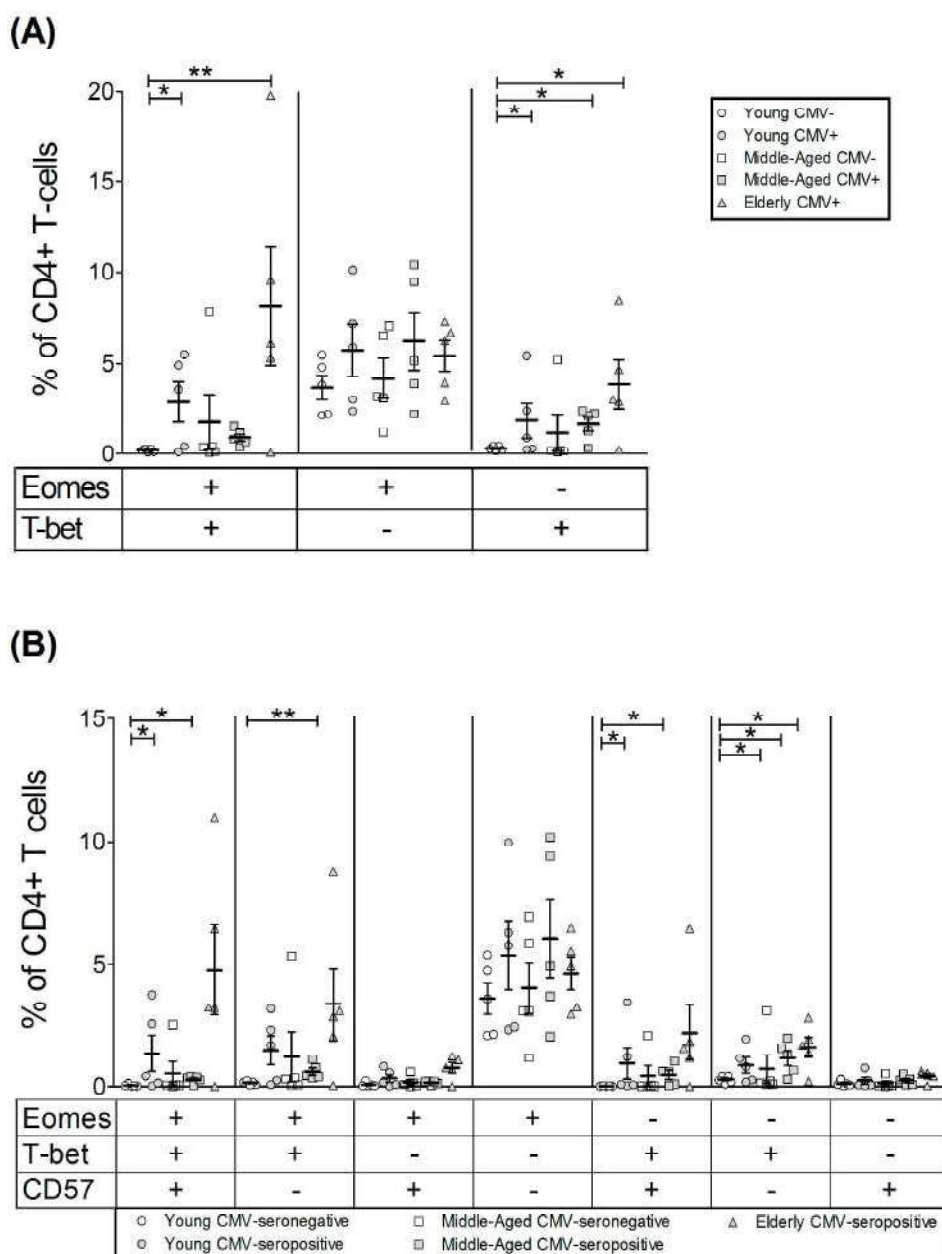 (A)
** 
* 
*
*
*
20
15
10
5
0
% of CD4+ T-cells
Young CMV-
Young CMV+
Middle-Aged CMV-
Middle-Aged CMV+
Elderly CMV+
Eomes + + -
T-bet + - +
(B)
* ** * *
* * *
*
15
10
5
0
% of CD4+ T cells
Eomes + + + + - - -
T-bet + + - - + + -
CD57 + - + - + - +
Young CMV-seronegative Middle-Aged CMV-seronegative Elderly CMV-seropositive
Young CMV-seropositive Middle-Aged CMV-seropositive